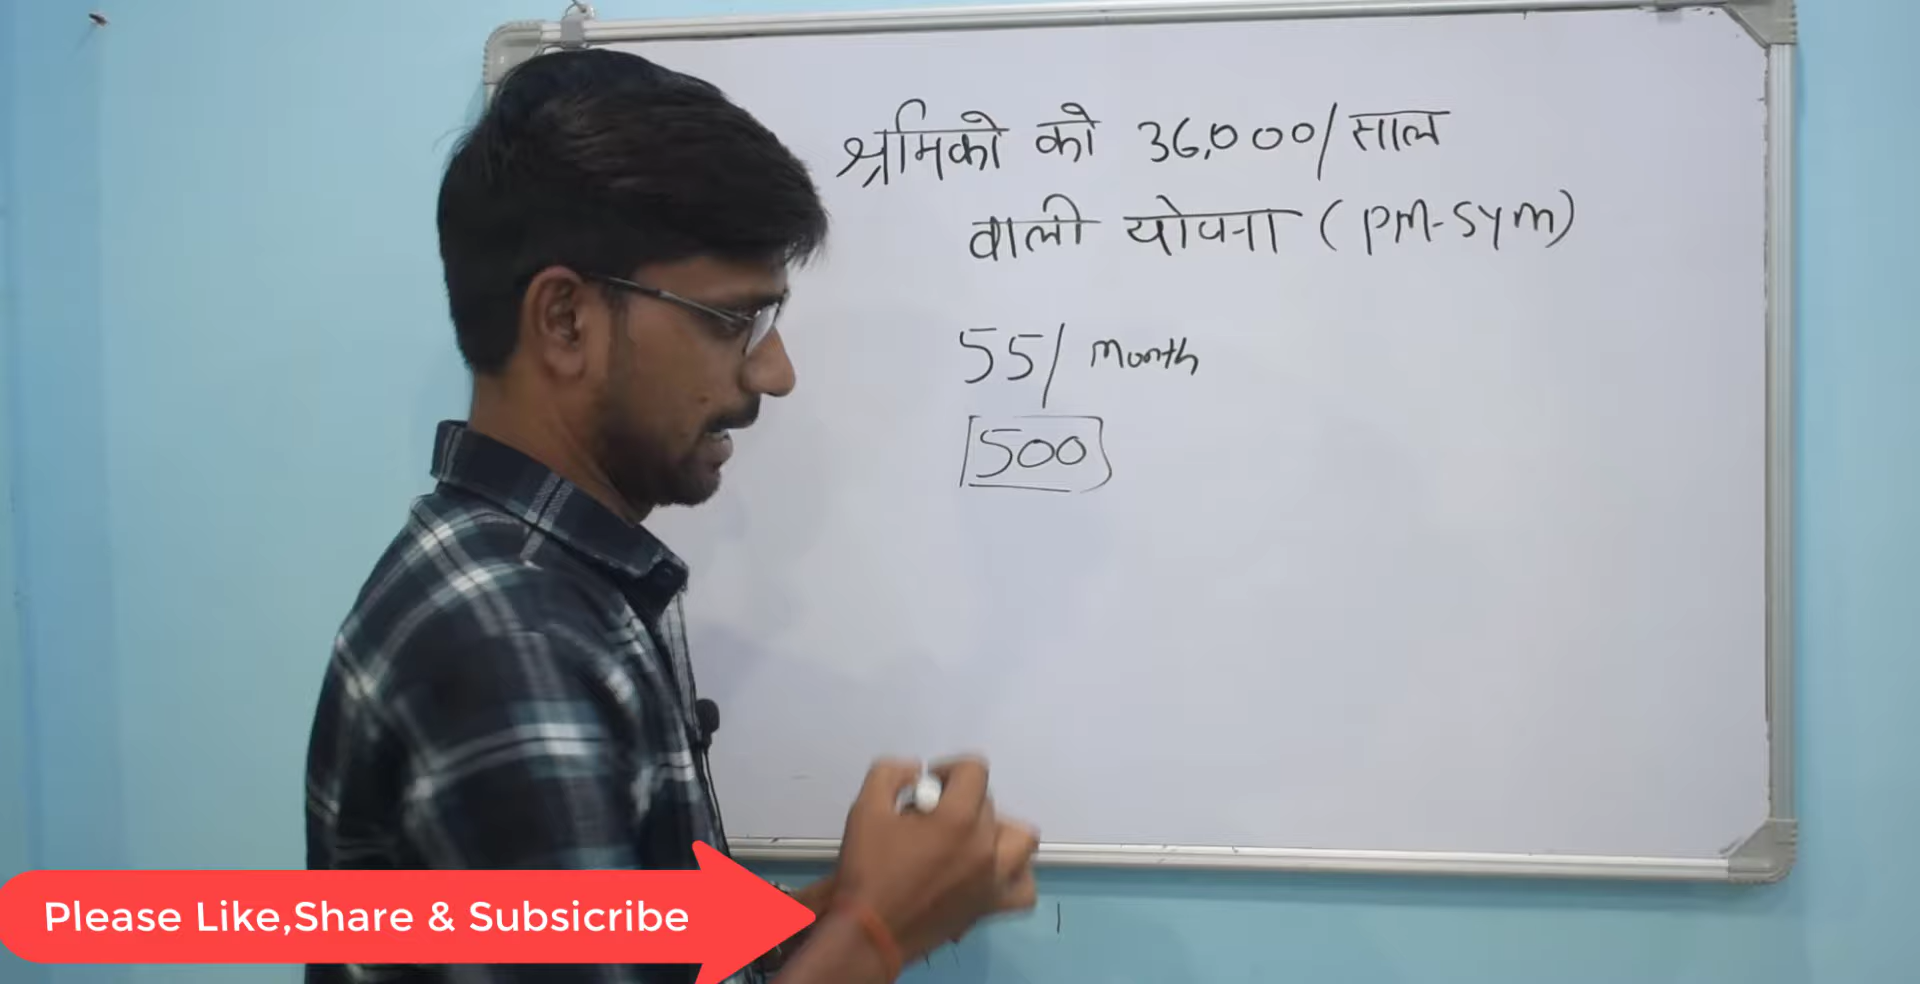 श्रमिको को 36,000/साल
वाली योजना (PM-Sym)
55/ Month
500
Please Like,Share & Subsicribe